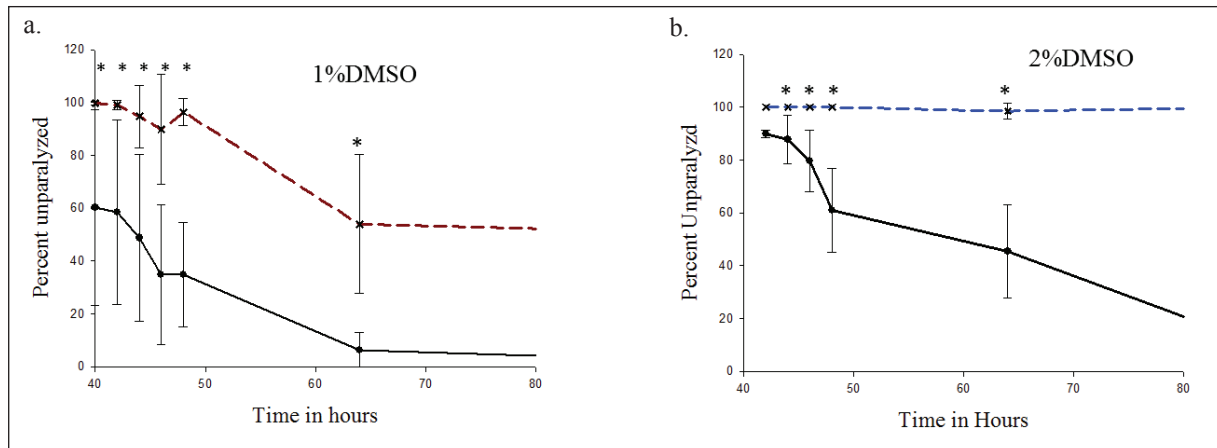 a.
1%DMSO
* * * * *
*
120
100
80
60
40
20
0
Percent unparalyzed
40 50 60 70 80
Time in hours
b.
2%DMSO
* * *
*
120
100
80
60
40
20
0
Percent Unparalyzd
40 50 60 70 80
Time in Hours